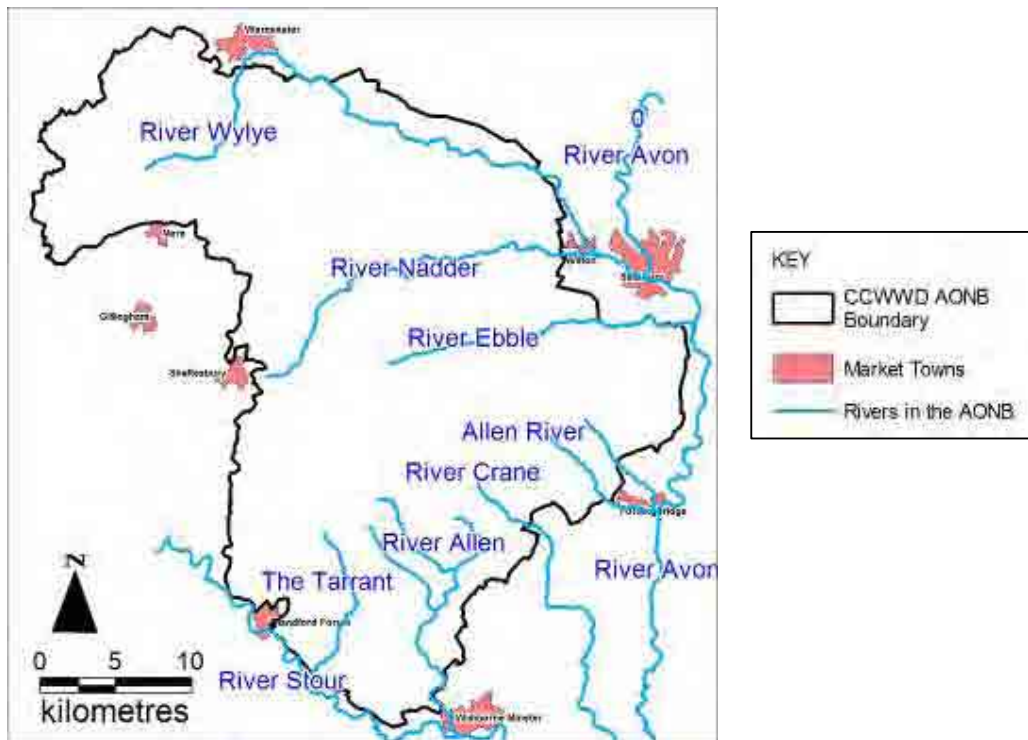 Warminster
River Wylye
River Avon
Mere
Wilton
River Nadder
Gillingham
River Ebble
Shaftesbury
Allen River
River Crane
Fordingbridge
River Allen
River Avon
The Tarrant
Blandford Forum
River Stour
Wimborne Minster
N
0 5 10
kilometres
KEY
CCWWD AONB
Boundary
Market Towns
Rivers in the AONB